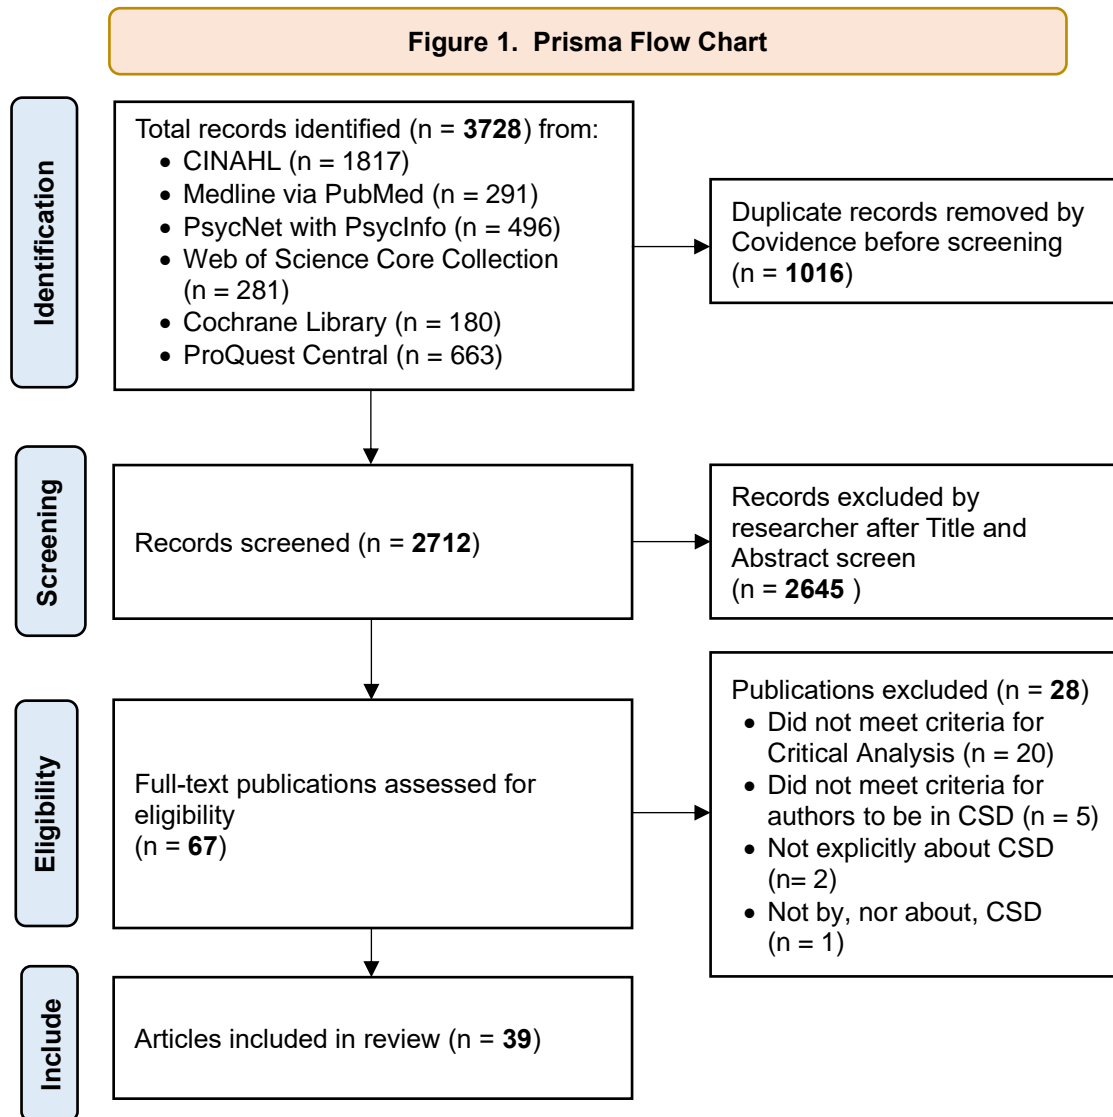 Figure 1.  Prisma Flow Chart
Identification
Total records identified (n = 3728) from:
• CINAHL (n = 1817)
• Medline via PubMed (n = 291)
• PsycNet with PsycInfo (n = 496)
• Web of Science Core Collection
(n = 281)
• Cochrane Library (n = 180)
• ProQuest Central (n = 663)
Duplicate records removed by
Covidence before screening
(n = 1016)
Screening
Records screened (n = 2712)
Records excluded by
researcher after Title and
Abstract screen
(n = 2645 )
Eligibility
Full-text publications assessed for
eligibility
(n = 67)
Publications excluded (n = 28)
• Did not meet criteria for
Critical Analysis (n = 20)
• Did not meet criteria for
authors to be in CSD (n = 5)
• Not explicitly about CSD
(n= 2)
• Not by, nor about, CSD
(n = 1)
Include
Articles included in review (n = 39)